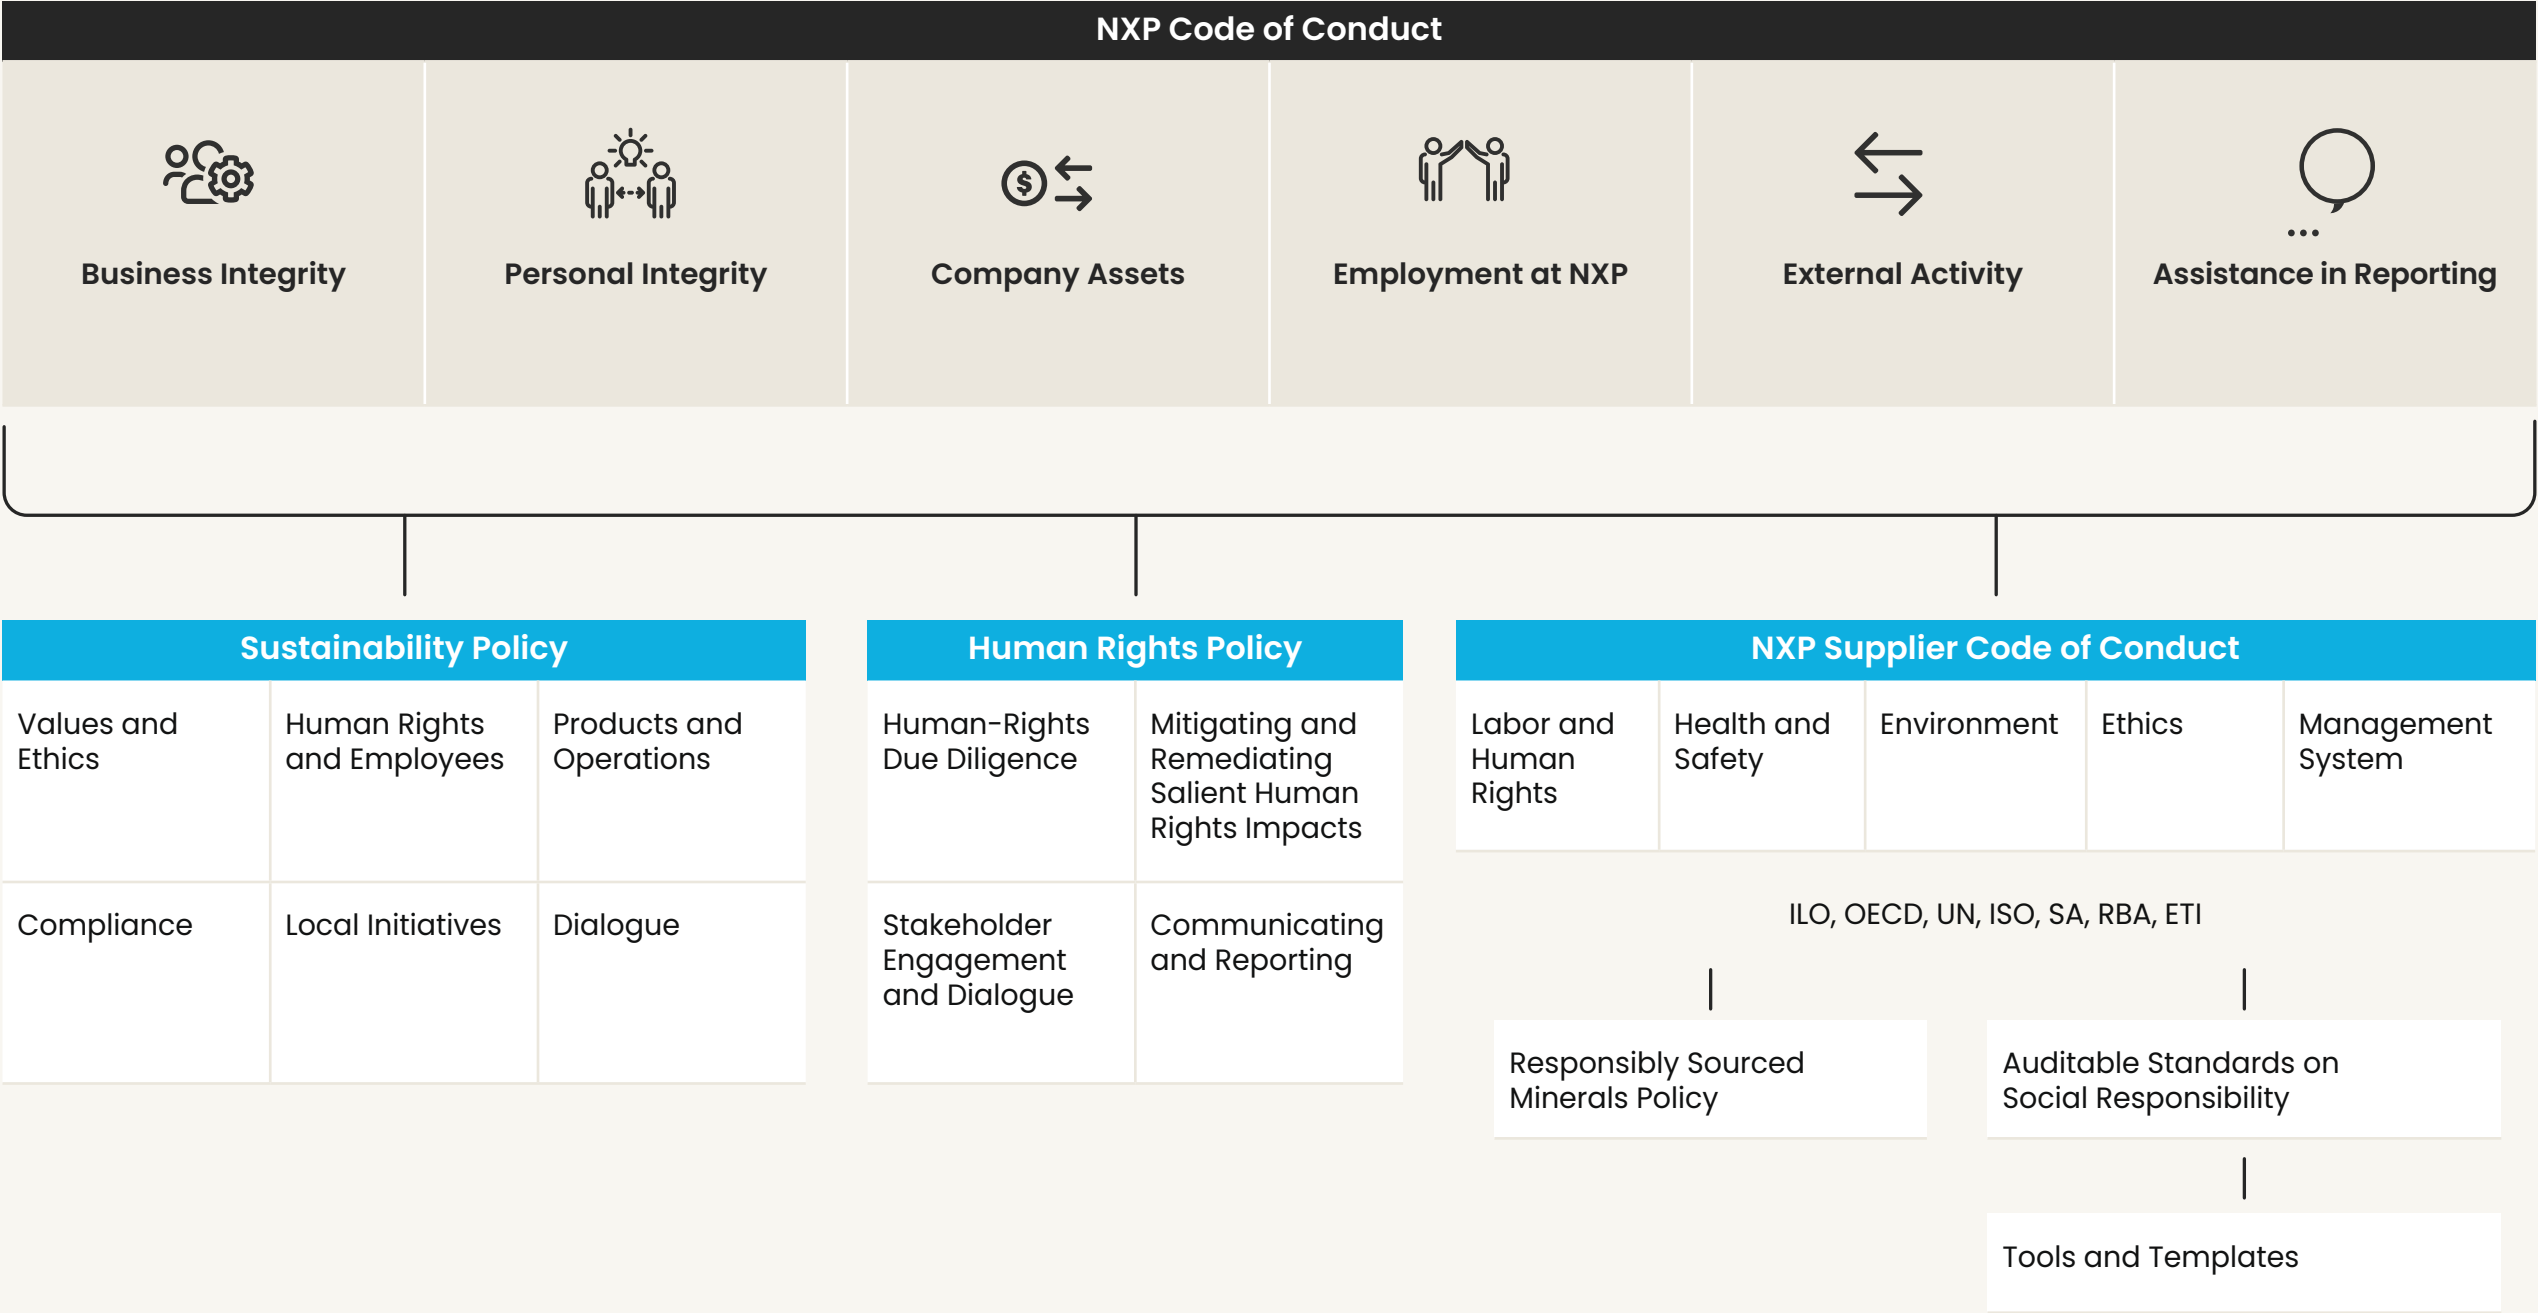 NXP Code of Conduct
Business Integrity
Personal Integrity
Company Assets
Employment at NXP
External Activity
Assistance in Reporting
Sustainability Policy
Values and
Ethics
Human Rights
and Employees
Products and
Operations
Compliance
Local Initiatives
Dialogue
Human Rights Policy
Human-Rights
Due Diligence
Mitigating and
Remediating
Salient Human
Rights Impacts
Stakeholder
Engagement
and Dialogue
Communicating
and Reporting
NXP Supplier Code of Conduct
Labor and
Human
Rights
Health and
Safety
Environment
Ethics
Management
System
ILO, OECD, UN, ISO, SA, RBA, ETI
Responsibly Sourced
Minerals Policy
Auditable Standards on
Social Responsibility
Tools and Templates